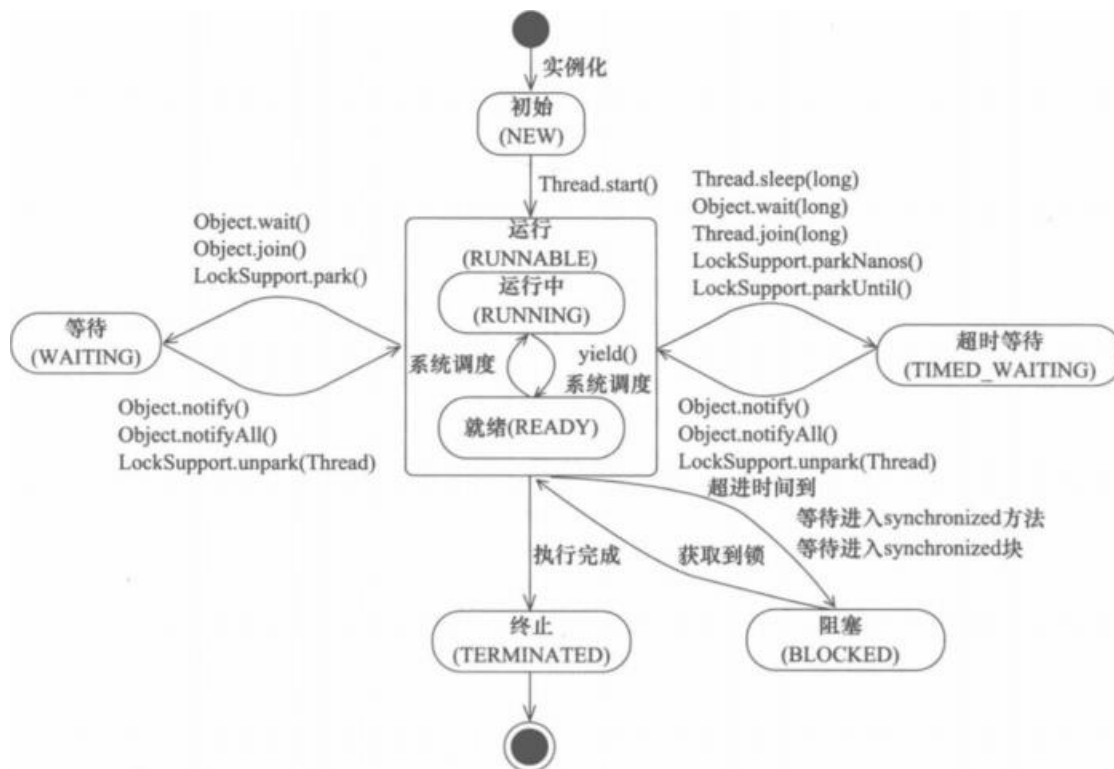 实例化
初始
(NEW)
Thread.start()
Object.wait()
Object.join()
LockSupport.park()
运行
(RUNNABLE)
Thread.sleep(long)
Object.wait(long)
Thread.join(long)
LockSupport.parkNanos()
LockSupport.parkUntil()
等待
(WAITING)
运行中
(RUNNING)
系统调度
yield()
系统调度
就绪(READY)
超时等待
(TIMED_WAITING)
Object.notify()
Object.notifyAll()
LockSupport.unpark(Thread)
Object.notify()
Object.notifyAll()
LockSupport.unpark(Thread)
超进时间到
等待进入synchronized方法
等待进入synchronized块
执行完成
获取到锁
终止
(TERMINATED)
阻塞
(BLOCKED)